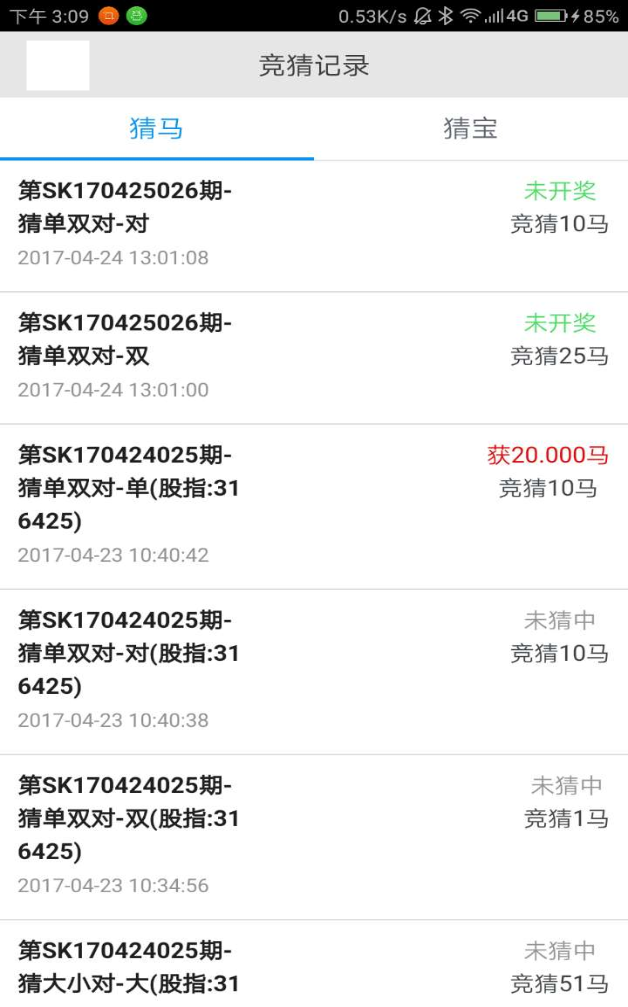 下午 3:09 0.53K/s 4G 85%
竞猜记录
猜马 猜宝
第SK170425026期- 未开奖
猜单双对-对 竞猜10马
2017-04-24 13:01:08
第SK170425026期- 未开奖
猜单双对-双 竞猜25马
2017-04-24 13:01:00
第SK170424025期- 获20.000马
猜单双对-单(股指:31 竞猜10马
6425)
2017-04-23 10:40:42
第SK170424025期- 未猜中
猜单双对-对(股指:31 竞猜10马
6425)
2017-04-23 10:40:38
第SK170424025期- 未猜中
猜单双对-双(股指:31 竞猜1马
6425)
2017-04-23 10:34:56
第SK170424025期- 未猜中
猜大小对-大(股指:31 竞猜51马